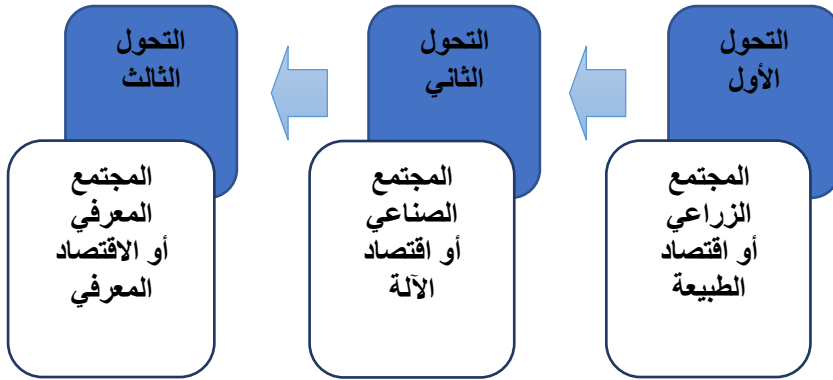 التحول
الأول
المجتمع
الزراعي
أو اقتصاد
الطبيعة
التحول
الثاني
المجتمع
الصناعي
أو اقتصاد
الآلة
التحول
الثالث
المجتمع
المعرفي
أو الاقتصاد
المعرفي